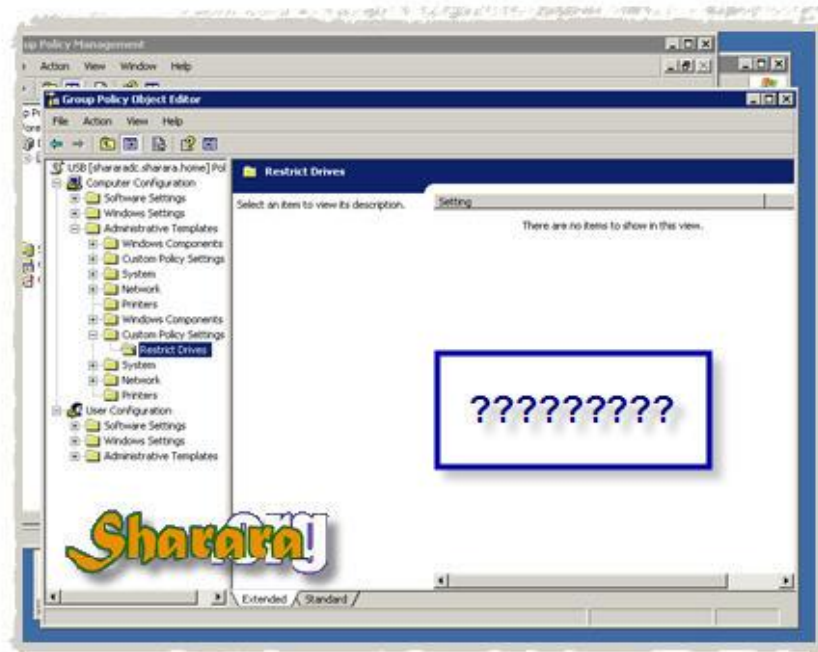 Group Policy Management
Action View Window Help
Group Policy Object Editor
File Action View Help
USB [shararadc.sharara.home] Pol
Computer Configuration
Software Settings
Windows Settings
Administrative Templates
Windows Components
Custom Policy Settings
System
Network
Printers
Windows Components
Custom Policy Settings
Restrict Drives
System
Network
Printers
User Configuration
Software Settings
Windows Settings
Administrative Templates
Restrict Drives
Select an item to view its description.
Setting
There are no items to show in this view.
?????????
Sharara.org
Extended
Standard